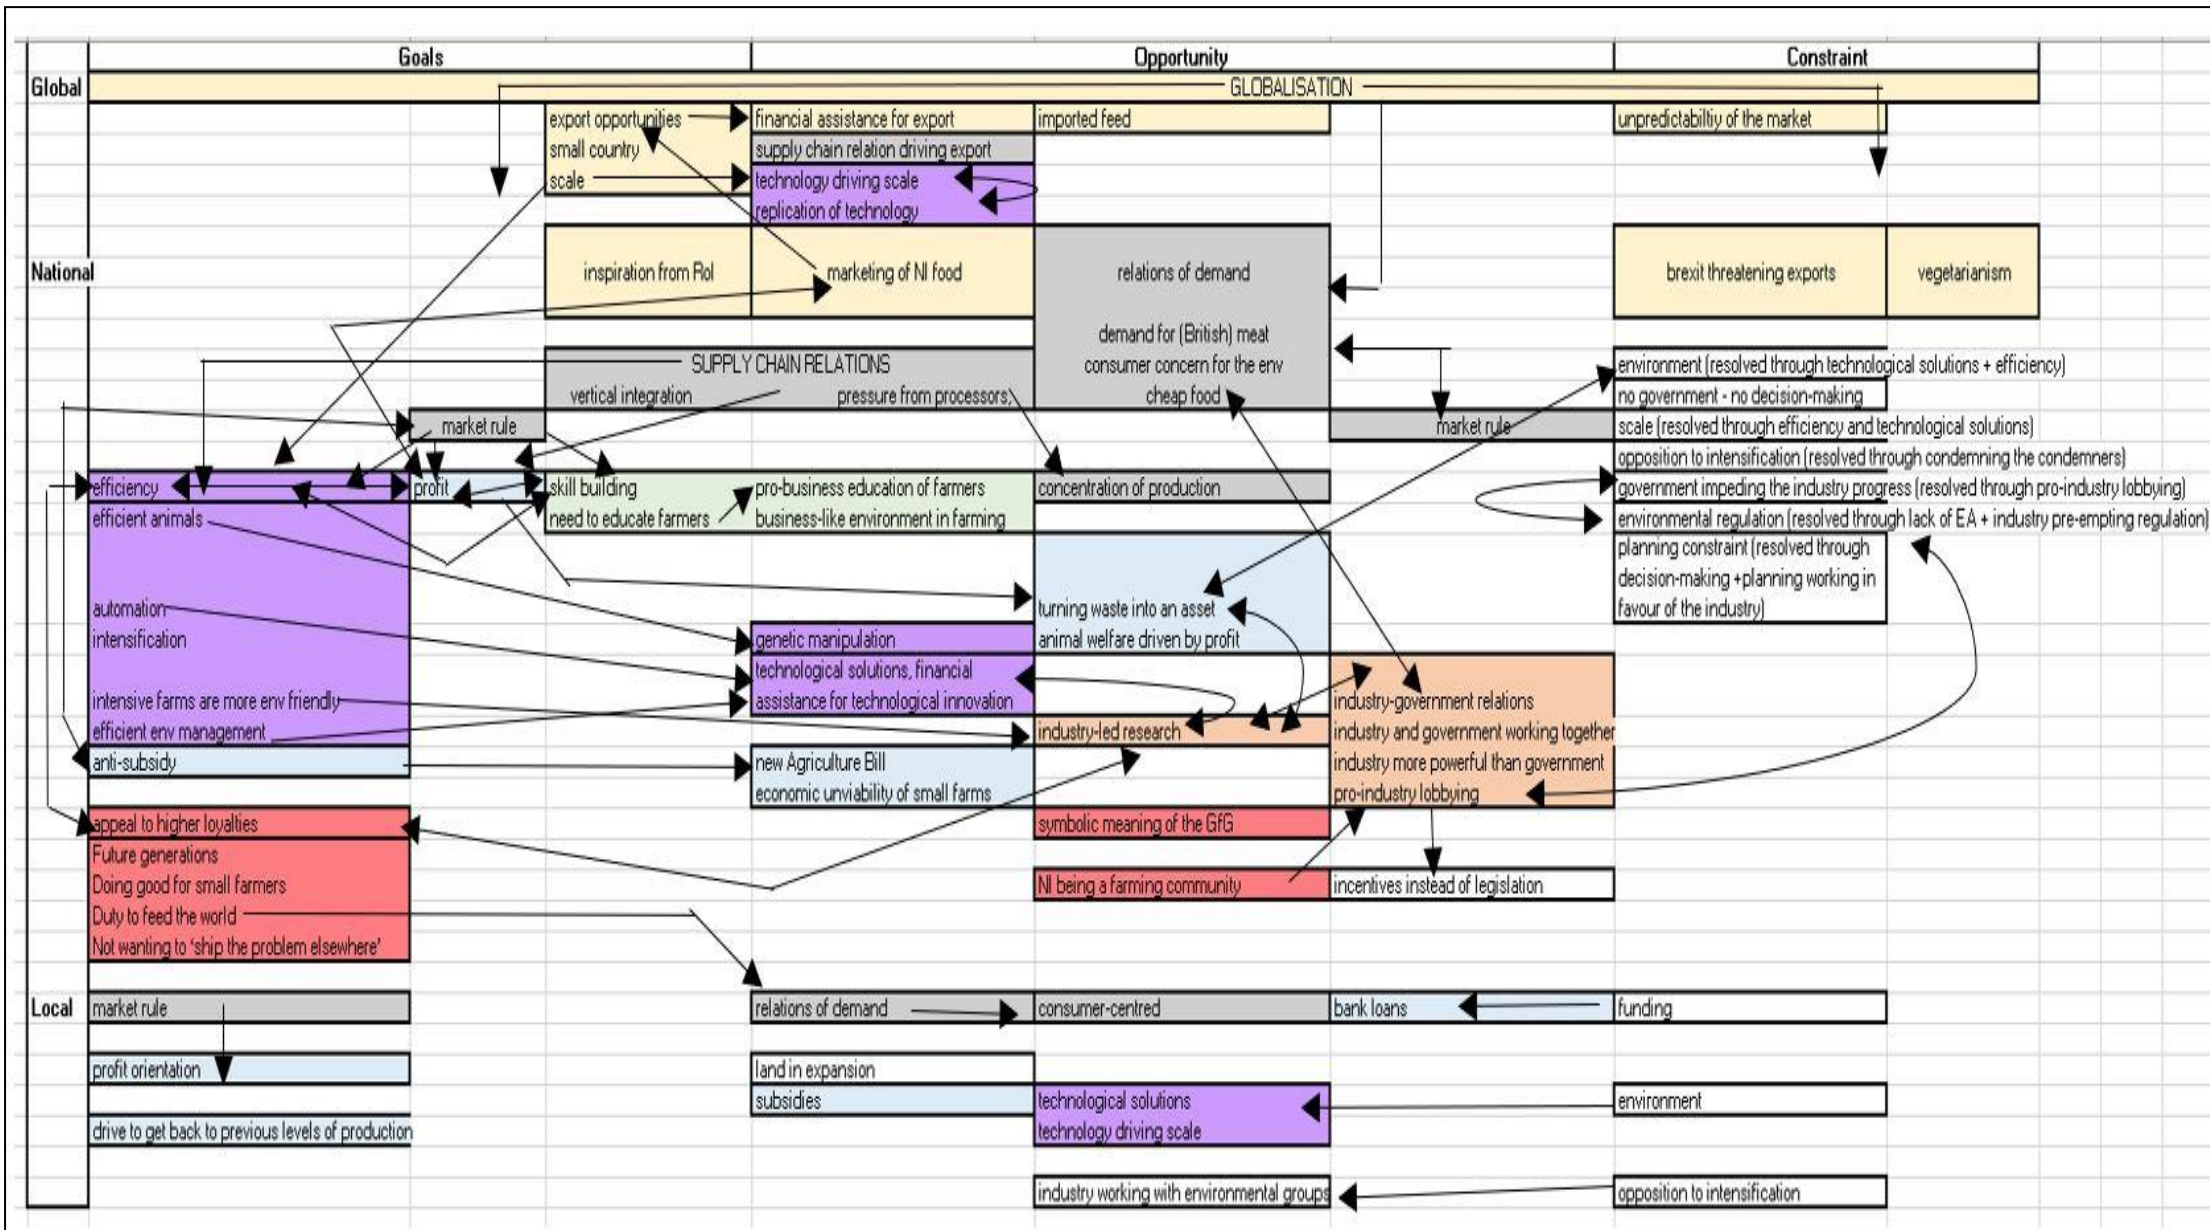 Goals Opportunity Constraint
Global GLOBALISATION
export opportunities financial assistance for export imported feed unpredictabiltiy of the market
small country supply chain relation driving export
scale technology driving scale
replication of technology
National inspiration from RoI marketing of NI food relations of demand brexit threatening exports vegetarianism
demand for (British) meat
SUPPLY CHAIN RELATIONS consumer concern for the env environment (resolved through technological solutions + efficiency)
vertical integration pressure from processors, cheap food no government - no decision-making
market rule market rule scale (resolved through efficiency and technological solutions)
opposition to intensification (resolved through condemning the condemners)
efficiency profit skill building pro-business education of farmers concentration of production government impeding the industry progress (resolved through pro-industry lobbying)
efficient animals need to educate farmers business-like environment in farming environmental regulation (resolved through lack of EA + industry pre-empting regulation)
planning constraint (resolved through
decision-making +planning working in
automation turning waste into an asset favour of the industry)
intensification genetic manipulation animal welfare driven by profit
technological solutions, financial
intensive farms are more env friendly assistance for technological innovation industry-government relations
efficient env management industry-led research industry and government working together
anti-subsidy new Agriculture Bill industry more powerful than government
economic unviability of small farms pro-industry lobbying
appeal to higher loyalties symbolic meaning of the GfG
Future generations
Doing good for small farmers NI being a farming community incentives instead of legislation
Duty to feed the world
Not wanting to ‘ship the problem elsewhere’
Local market rule relations of demand consumer-centred bank loans funding
profit orientation land in expansion
subsidies technological solutions environment
drive to get back to previous levels of production technology driving scale
industry working with environmental groups opposition to intensification